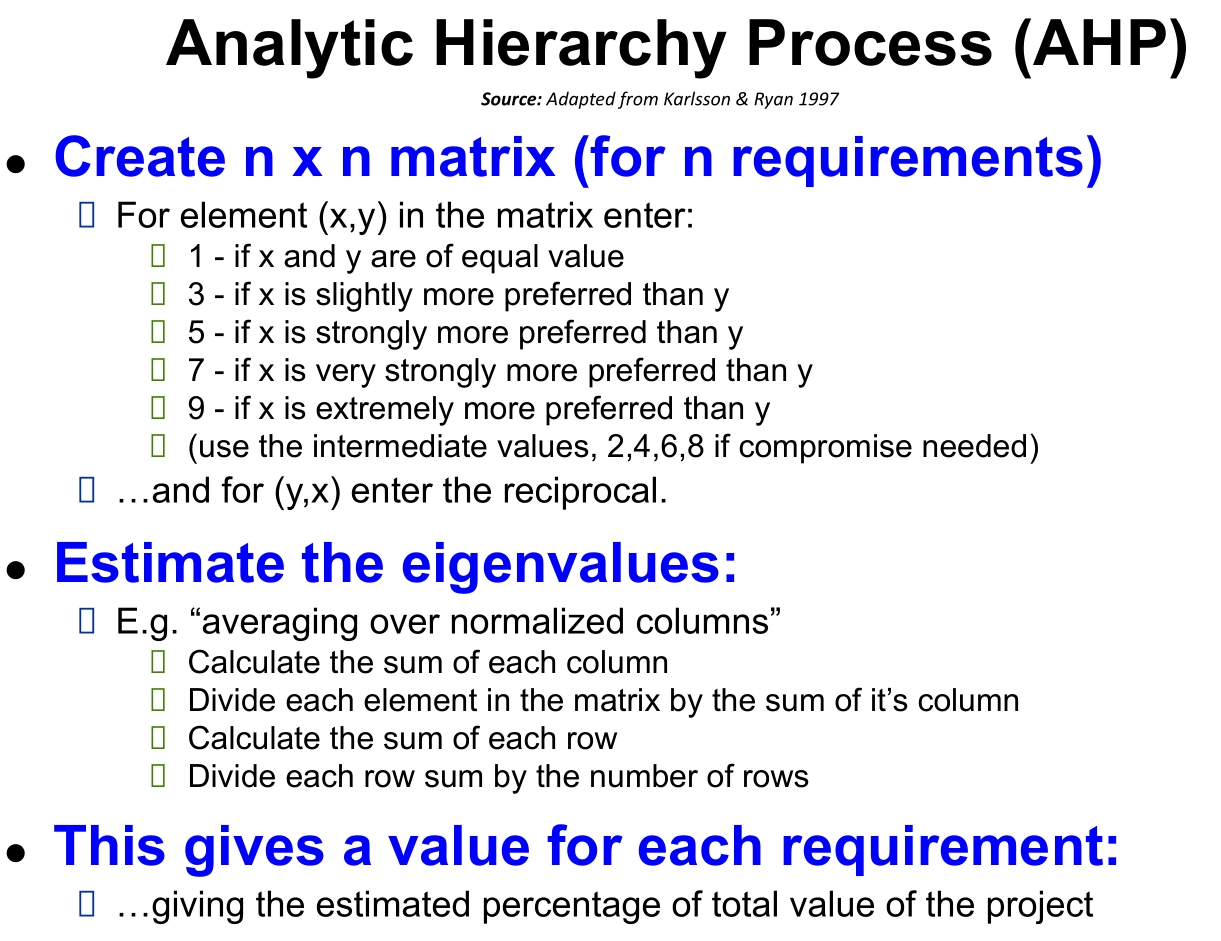 Analytic Hierarchy Process (AHP)
Source: Adapted from Karlsson & Ryan 1997
● Create n x n matrix (for n requirements)
▯ For element (x,y) in the matrix enter:
▯ 1 - if x and y are of equal value
▯ 3 - if x is slightly more preferred than y
▯ 5 - if x is strongly more preferred than y
▯ 7 - if x is very strongly more preferred than y
▯ 9 - if x is extremely more preferred than y
▯ (use the intermediate values, 2,4,6,8 if compromise needed)
▯ …and for (y,x) enter the reciprocal.
● Estimate the eigenvalues:
▯ E.g. “averaging over normalized columns”
▯ Calculate the sum of each column
▯ Divide each element in the matrix by the sum of it’s column
▯ Calculate the sum of each row
▯ Divide each row sum by the number of rows
● This gives a value for each requirement:
▯ …giving the estimated percentage of total value of the project